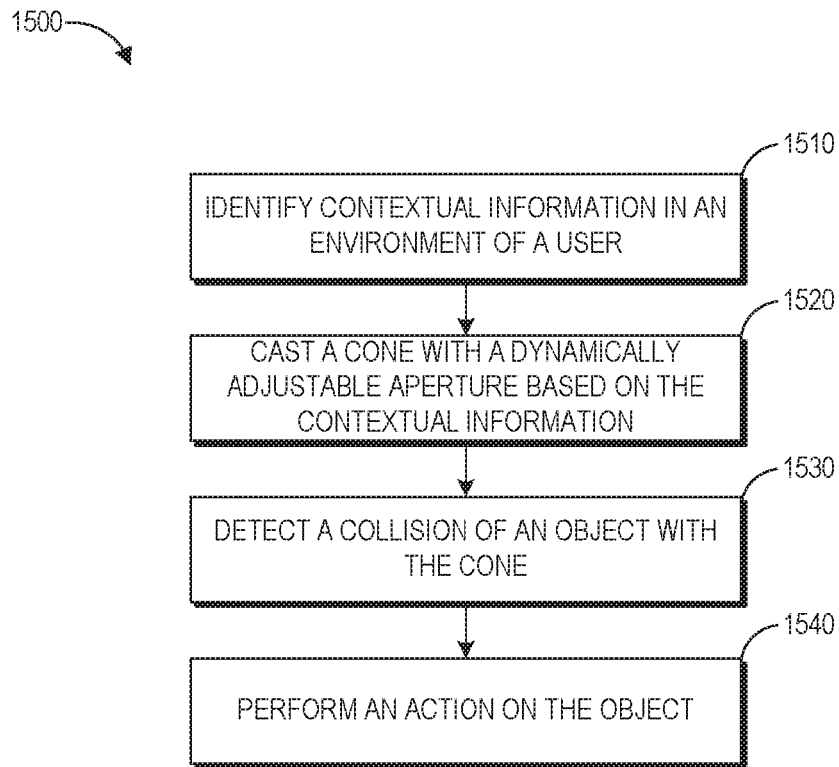 1500
1510
IDENTIFY CONTEXTUAL INFORMATION IN AN
ENVIRONMENT OF A USER
1520
CAST A CONE WITH A DYNAMICALLY
ADJUSTABLE APERTURE BASED ON THE
CONTEXTUAL INFORMATION
1530
DETECT A COLLISION OF AN OBJECT WITH
THE CONE
1540
PERFORM AN ACTION ON THE OBJECT